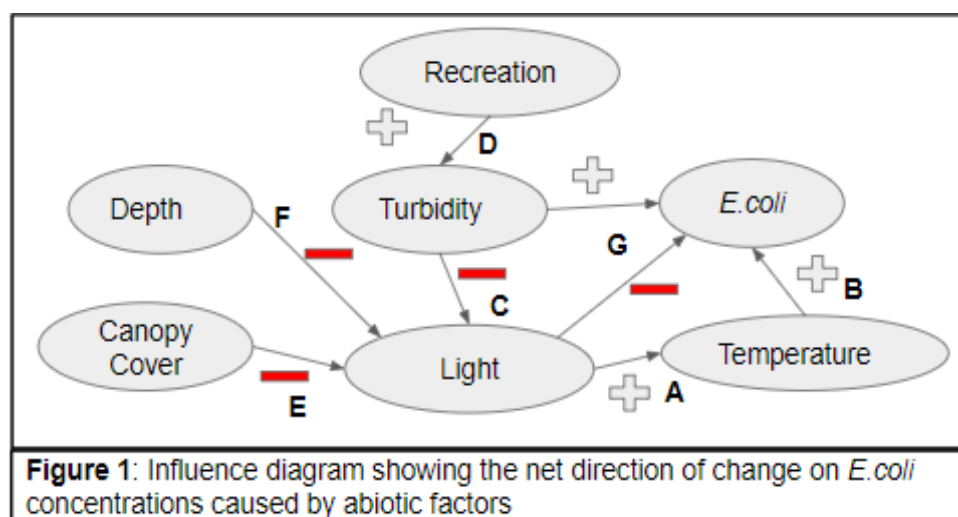 Recreation
D
Depth
F
Turbidity
E.coli
G
C
B
Canopy
Cover
Light
Temperature
E
A
Figure 1: Influence diagram showing the net direction of change on E.coli
concentrations caused by abiotic factors